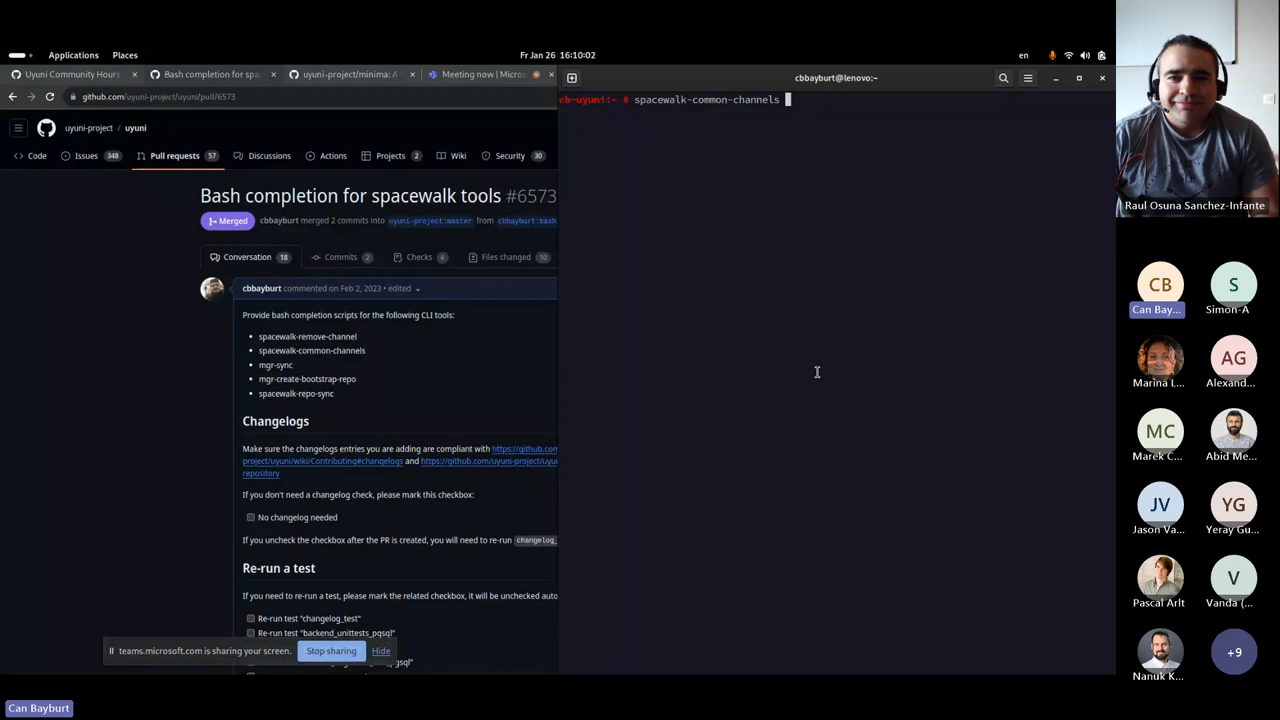 Applications Places
Fr Jan 26 16:10:02
en
Uyuni Community Hours
Bash completion for spa
uyuni-project/minima: A
Meeting now | Micros
github.com/uyuni-project/uyuni/pull/6573
uyuni-project / uyuni
Code
Issues 348
Pull requests 57
Discussions
Actions
Projects 2
Wiki
Security 30
Bash completion for spacewalk tools #6573
Merged
cbbayburt merged 2 commits into uyuni-project:master from cbbayburt:bash
Conversation 18
Commits 2
Checks 6
Files changed 10
cbbayburt commented on Feb 2, 2023 • edited
Provide bash completion scripts for the following CLI tools:
• spacewalk-remove-channel
• spacewalk-common-channels
• mgr-sync
• mgr-create-bootstrap-repo
• spacewalk-repo-sync
Changelogs
Make sure the changelogs entries you are adding are compliant with https://github.com
project/uyuni/wiki/Contributing#changelogs and https://github.com/uyuni-project/uyun
repository
If you don't need a changelog check, please mark this checkbox:
No changelog needed
If you uncheck the checkbox after the PR is created, you will need to re-run changelog_
Re-run a test
If you need to re-run a test, please mark the related checkbox, it will be unchecked auto
Re-run test "changelog_test"
Re-run test "backend_unittests_pgsql"
gsql"
teams.microsoft.com is sharing your screen.
Stop sharing
Hide
cbbayburt@lenovo:~
cb-uyuni:~ # spacewalk-common-channels
Raul Osuna Sanchez-Infante
CB
Can Bay...
S
Simon-A
Marina L...
AG
Alexand...
MC
Marek C...
Abid Me...
JV
Jason Va...
YG
Yeray Gu...
Pascal Arlt
V
Vanda (...
Nanuk K...
+9
Can Bayburt